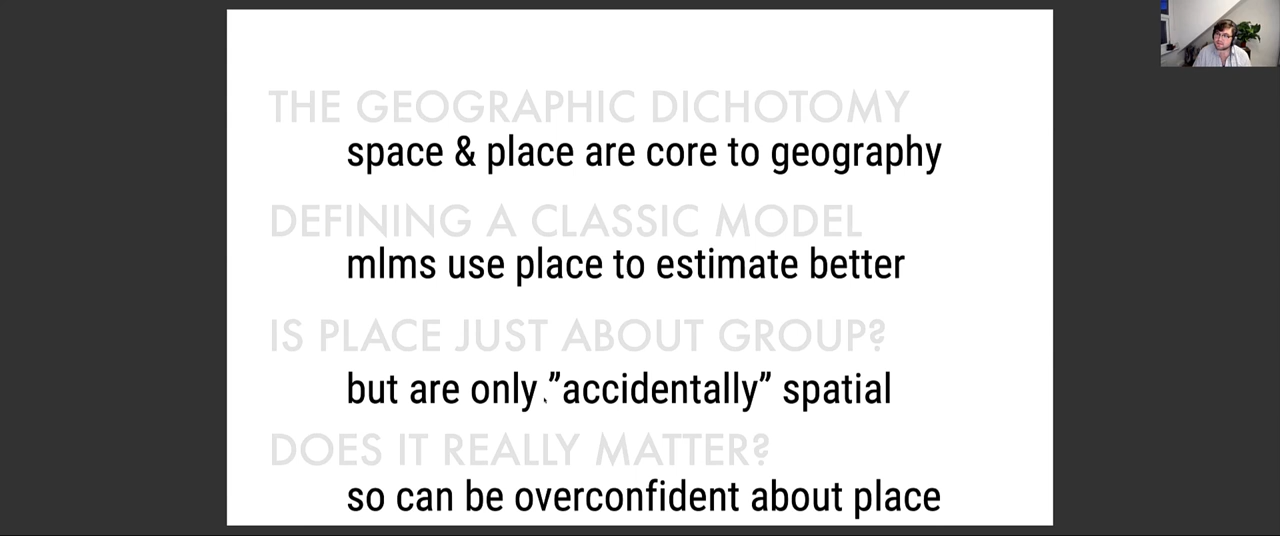 THE GEOGRAPHIC DICHOTOMY
space & place are core to geography
DEFINING A CLASSIC MODEL
mlms use place to estimate better
IS PLACE JUST ABOUT GROUP?
but are only ”accidentally” spatial
DOES IT REALLY MATTER?
so can be overconfident about place